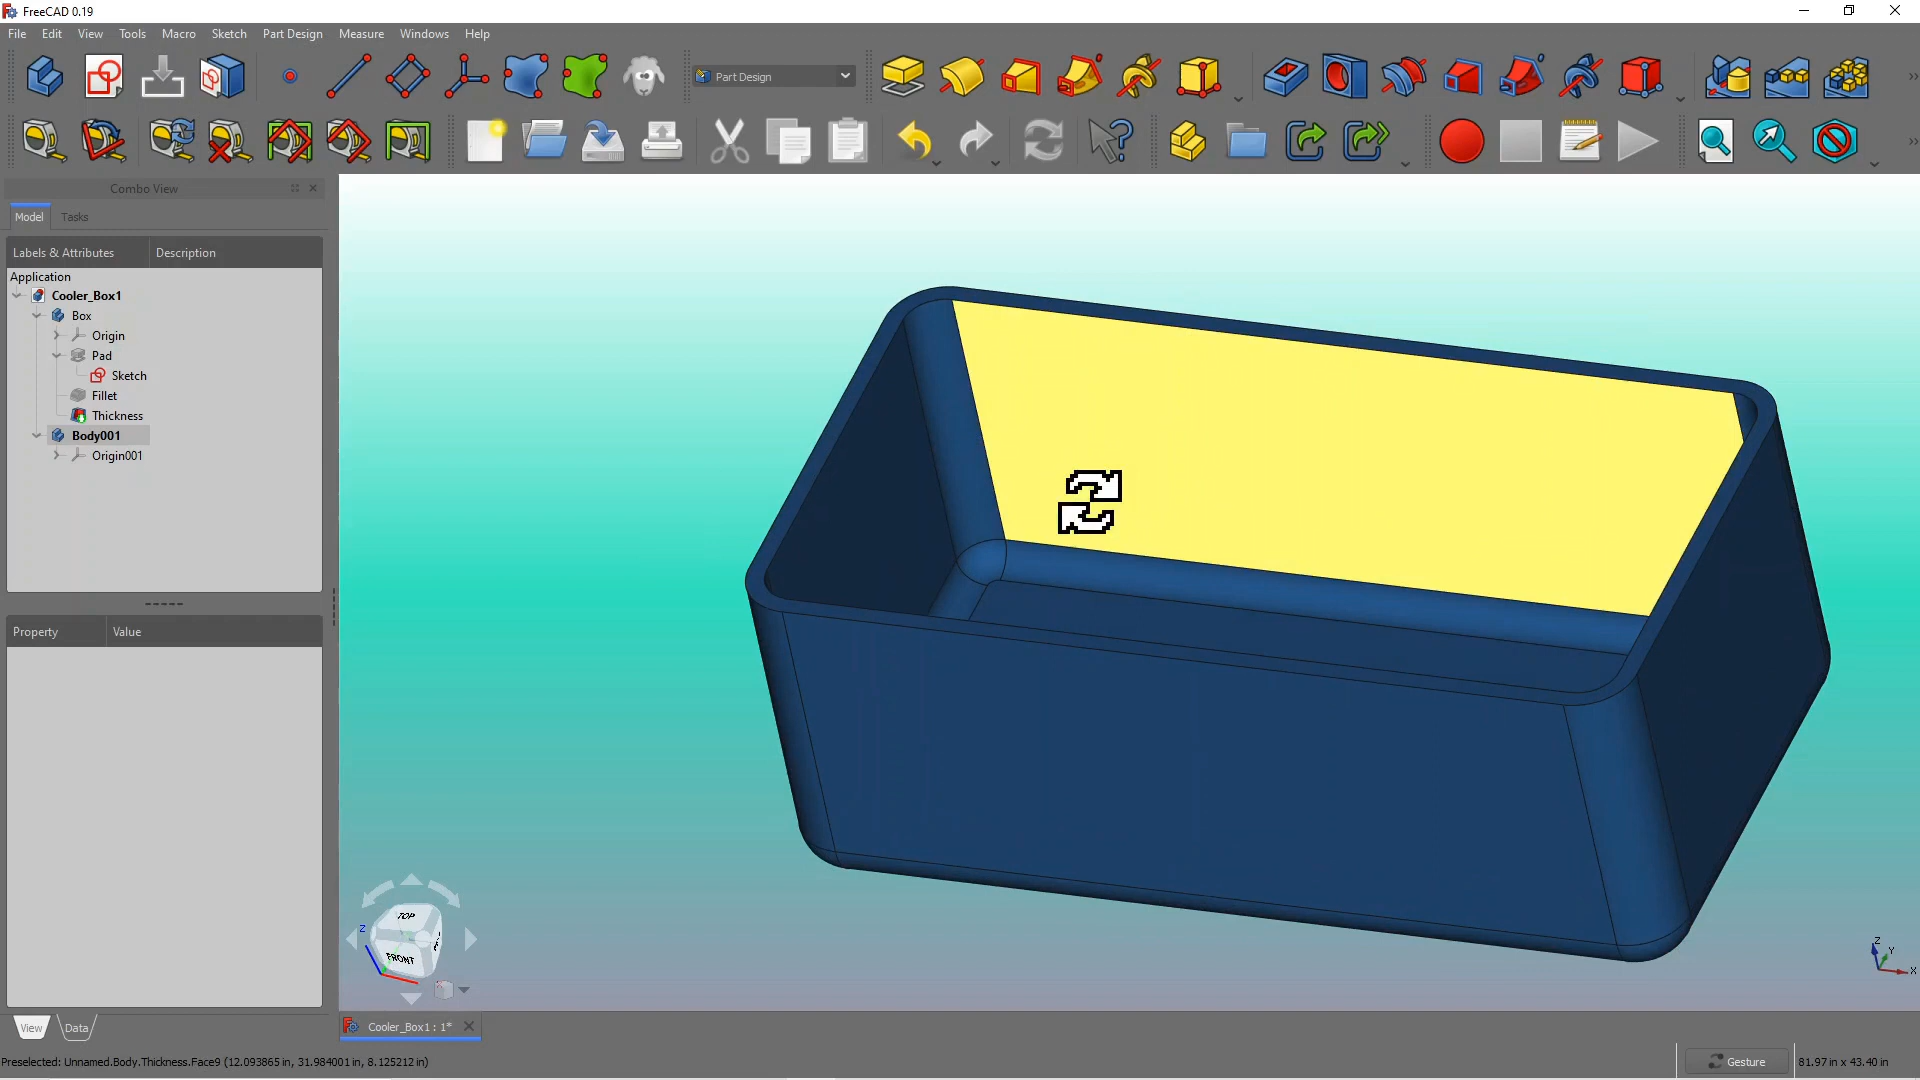 FreeCAD 0.19
File Edit View Tools Macro Sketch Part Design Measure Windows Help
Part Design
Combo View
Model Tasks
Labels & Attributes Description
Application
Cooler_Box1
Box
Origin
Pad
Sketch
Fillet
Thickness
Body001
Origin001
Property Value
TOP
FRONT
Z
Z
Y
X
View Data
Cooler_Box1 : 1*
Preselected: Unnamed.Body.Thickness.Face9 (12.093865 in, 31.984001 in, 8.125212 in)
Gesture
81.97 in x 43.40 in